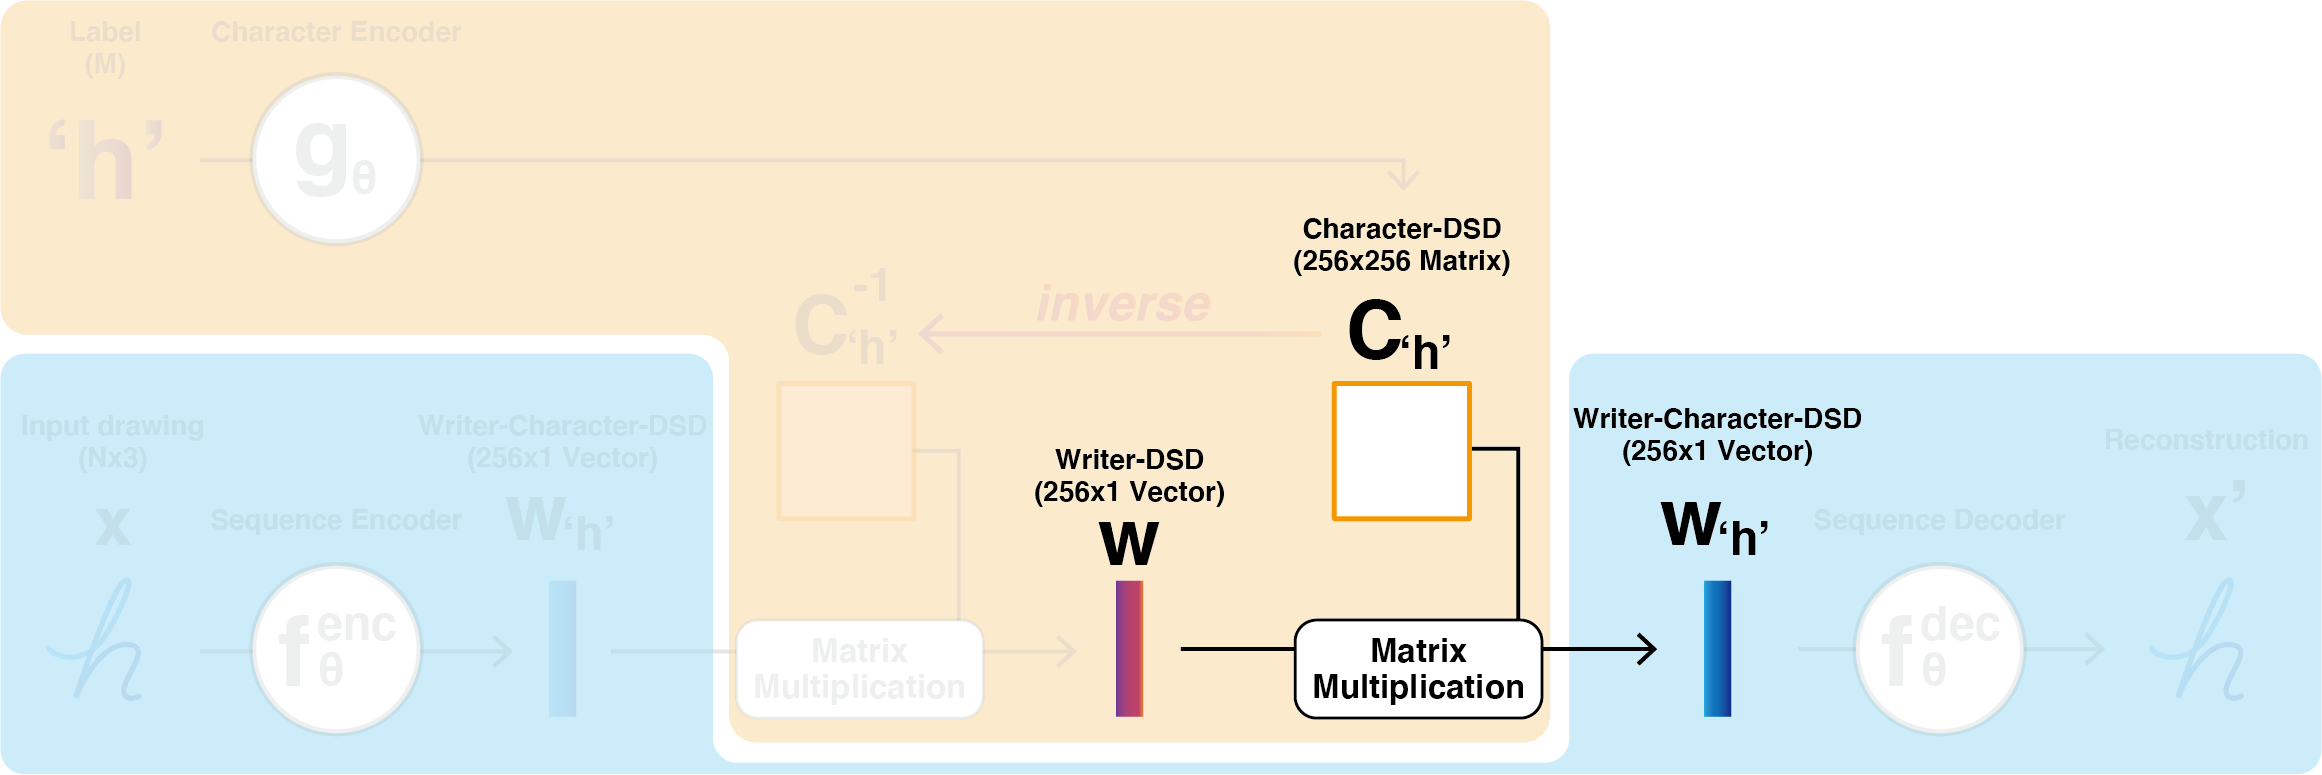 Label
(M)
Character Encoder
‘h’
gθ
Character-DSD
(256x256 Matrix)
C‘h’
inverse
C‘h’-1
Input drawing
(Nx3)
x
Sequence Encoder
fθenc
Writer-Character-DSD
(256x1 Vector)
w‘h’
Matrix
Multiplication
Writer-DSD
(256x1 Vector)
w
Matrix
Multiplication
Writer-Character-DSD
(256x1 Vector)
w‘h’
Sequence Decoder
fθdec
Reconstruction
x’